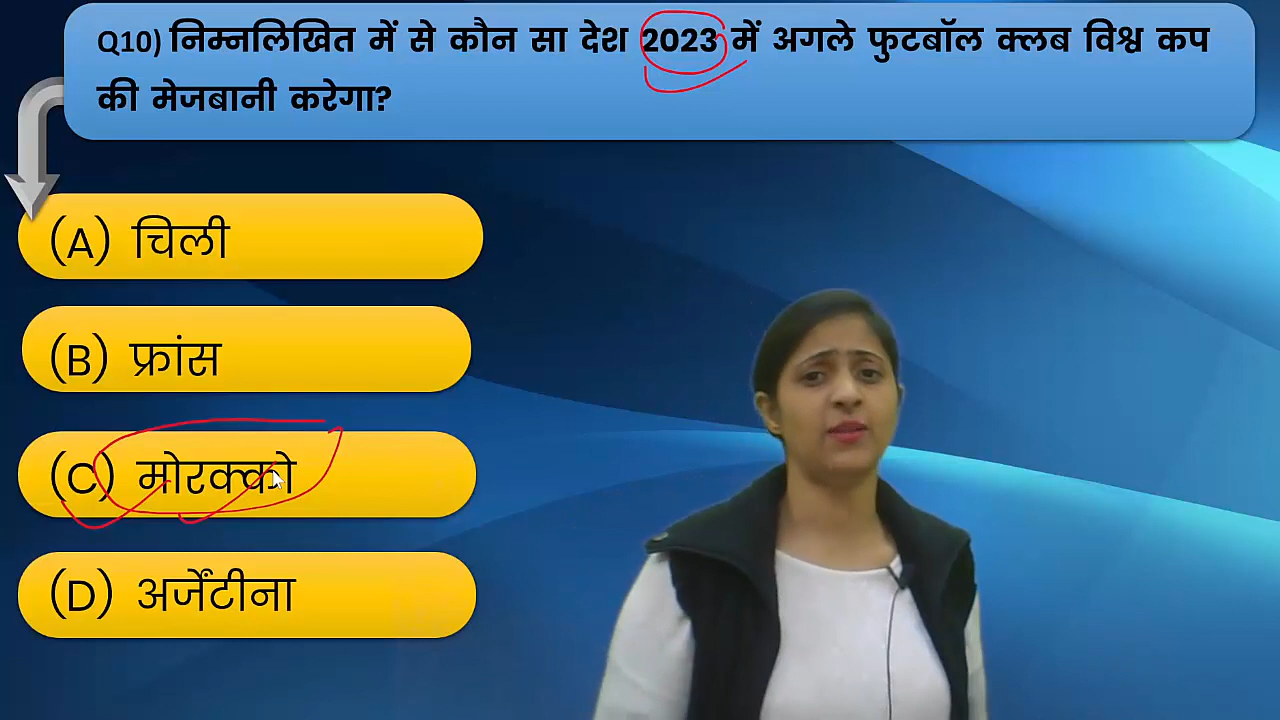 Q10) निम्नलिखित में से कौन सा देश 2023 में अगले फुटबॉल क्लब विश्व कप
की मेजबानी करेगा?
(A) चिली
(B) फ्रांस
(C) मोरक्को
(D) अर्जेंटीना